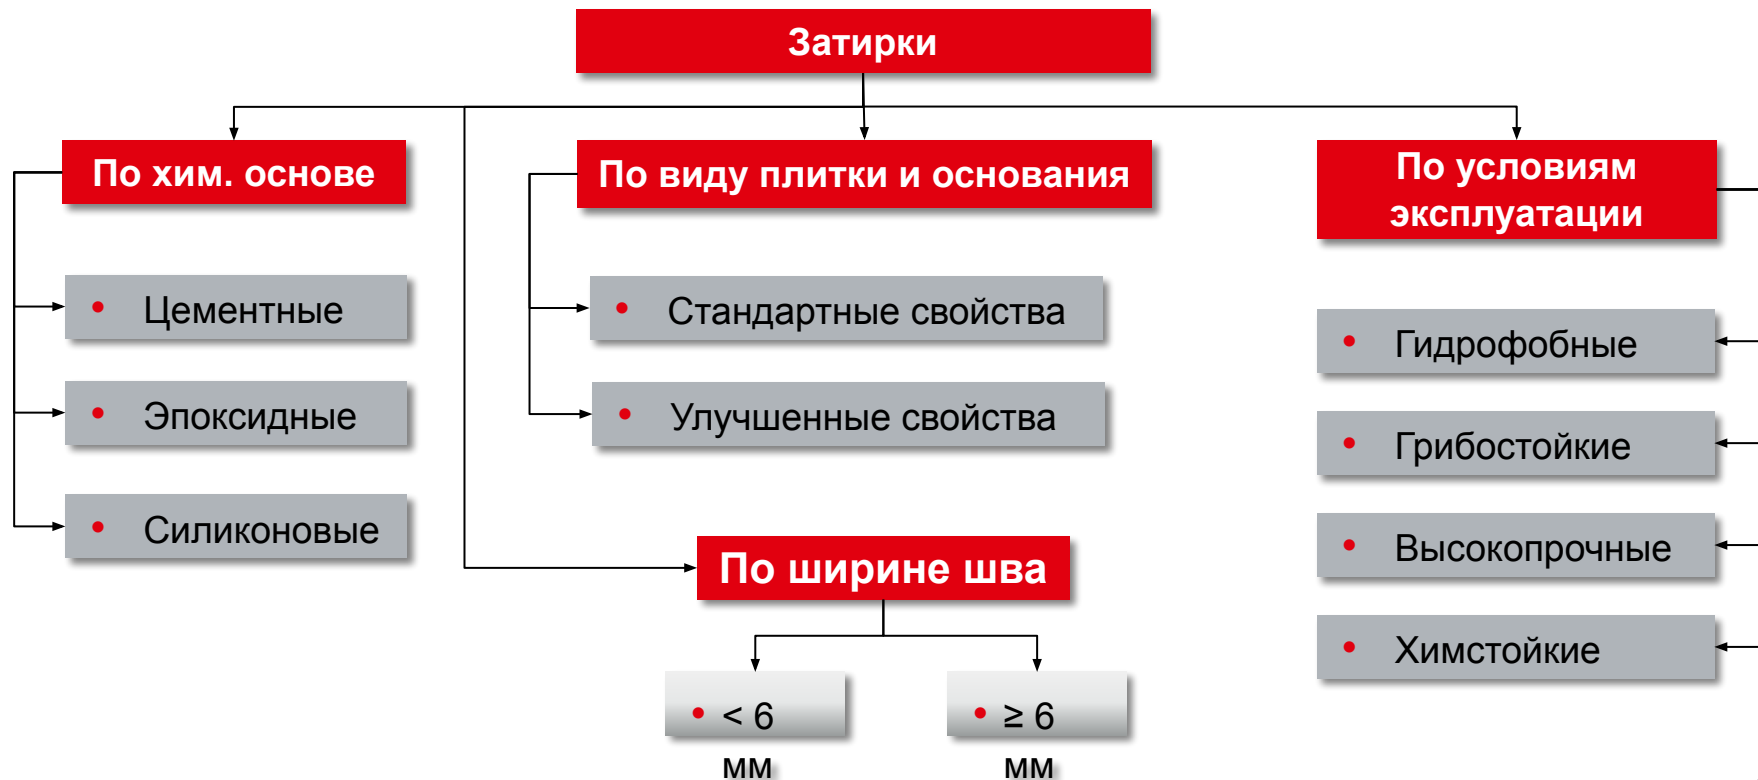 Затирки
По хим. основе
• Цементные
• Эпоксидные
• Силиконовые
По виду плитки и основания
• Стандартные свойства
• Улучшенные свойства
По ширине шва
• < 6
мм
• ≥ 6
мм
По условиям
эксплуатации
• Гидрофобные
• Грибостойкие
• Высокопрочные
• Химстойкие